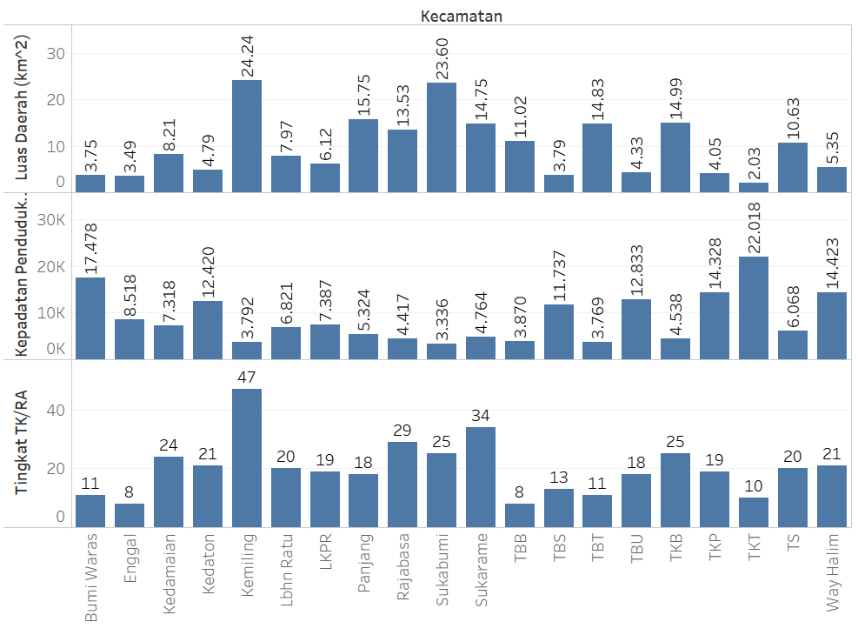 Kecamatan
Luas Daerah (km^2)
30
20
10
0
3.75
3.49
8.21
4.79
24.24
7.97
6.12
15.75
13.53
23.60
14.75
11.02
3.79
14.83
4.33
14.99
4.05
2.03
10.63
5.35
Kepadatan Penduduk..
30K
20K
10K
0K
17.478
8.518
7.318
12.420
3.792
6.821
7.387
5.324
4.417
3.336
4.764
3.870
11.737
3.769
12.833
4.538
14.328
22.018
6.068
14.423
Tingkat TK/RA
40
20
0
11
8
24
21
47
20
19
18
29
25
34
8
13
11
18
25
19
10
20
21
Bumi Waras
Enggal
Kedamaian
Kedaton
Kemiling
Lbhn Ratu
LKPR
Panjang
Rajabasa
Sukabumi
Sukarame
TBB
TBS
TBT
TBU
TKB
TKP
TKT
TS
Way Halim